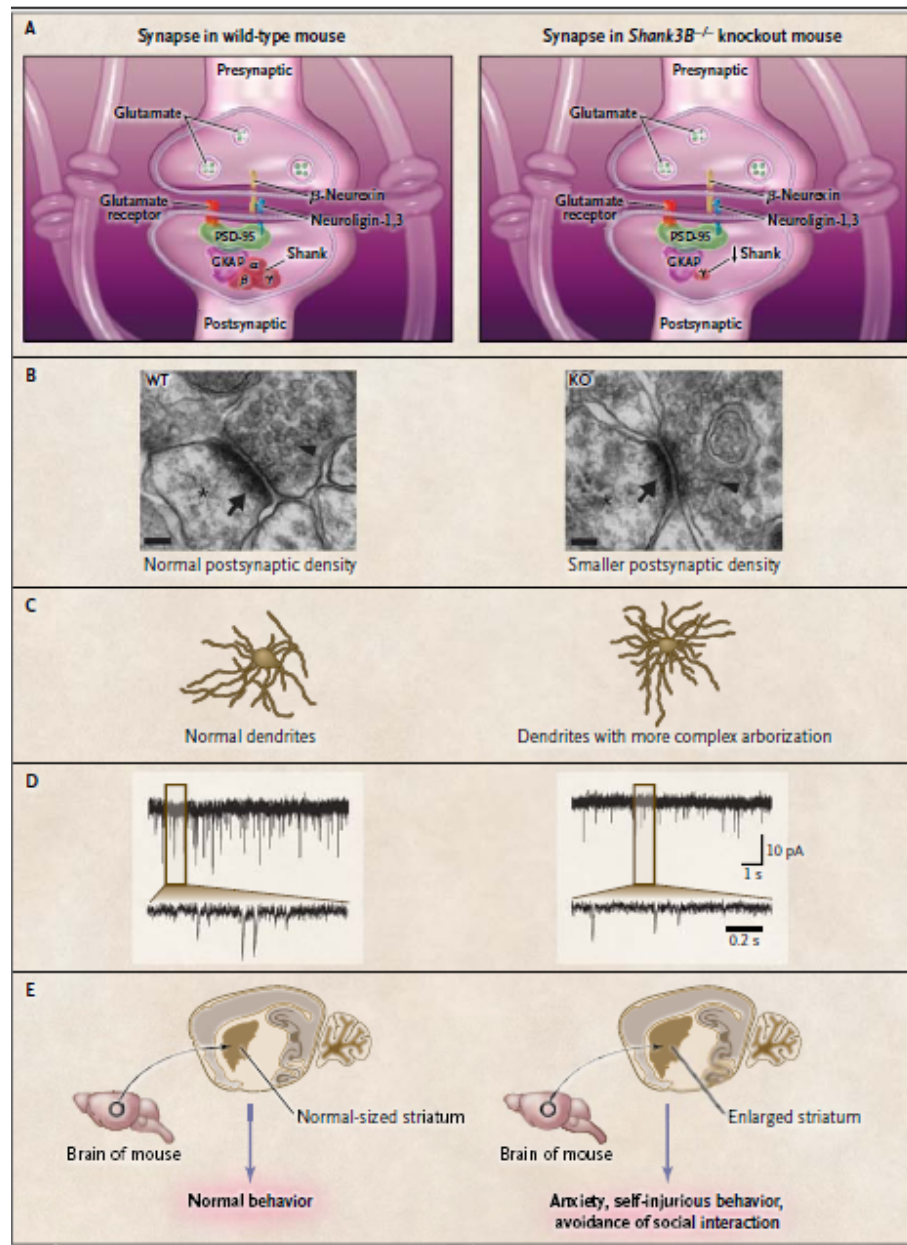 A
Synapse in wild-type mouse
Synapse in Shank3B–/– knockout mouse
Presynaptic
Glutamate
β-Neurexin
Glutamate
receptor
Neuroligin-1,3
PSD-95
GKAP
α
Shank
β
γ
Postsynaptic
Presynaptic
Glutamate
β-Neurexin
Glutamate
receptor
Neuroligin-1,3
PSD-95
GKAP
↓ Shank
γ
Postsynaptic
B
WT
*
Normal postsynaptic density
KO
*
Smaller postsynaptic density
C
Normal dendrites
Dendrites with more complex arborization
D
10 pA
1 s
0.2 s
E
Normal-sized striatum
Brain of mouse
Normal behavior
Enlarged striatum
Brain of mouse
Anxiety, self-injurious behavior,
avoidance of social interaction